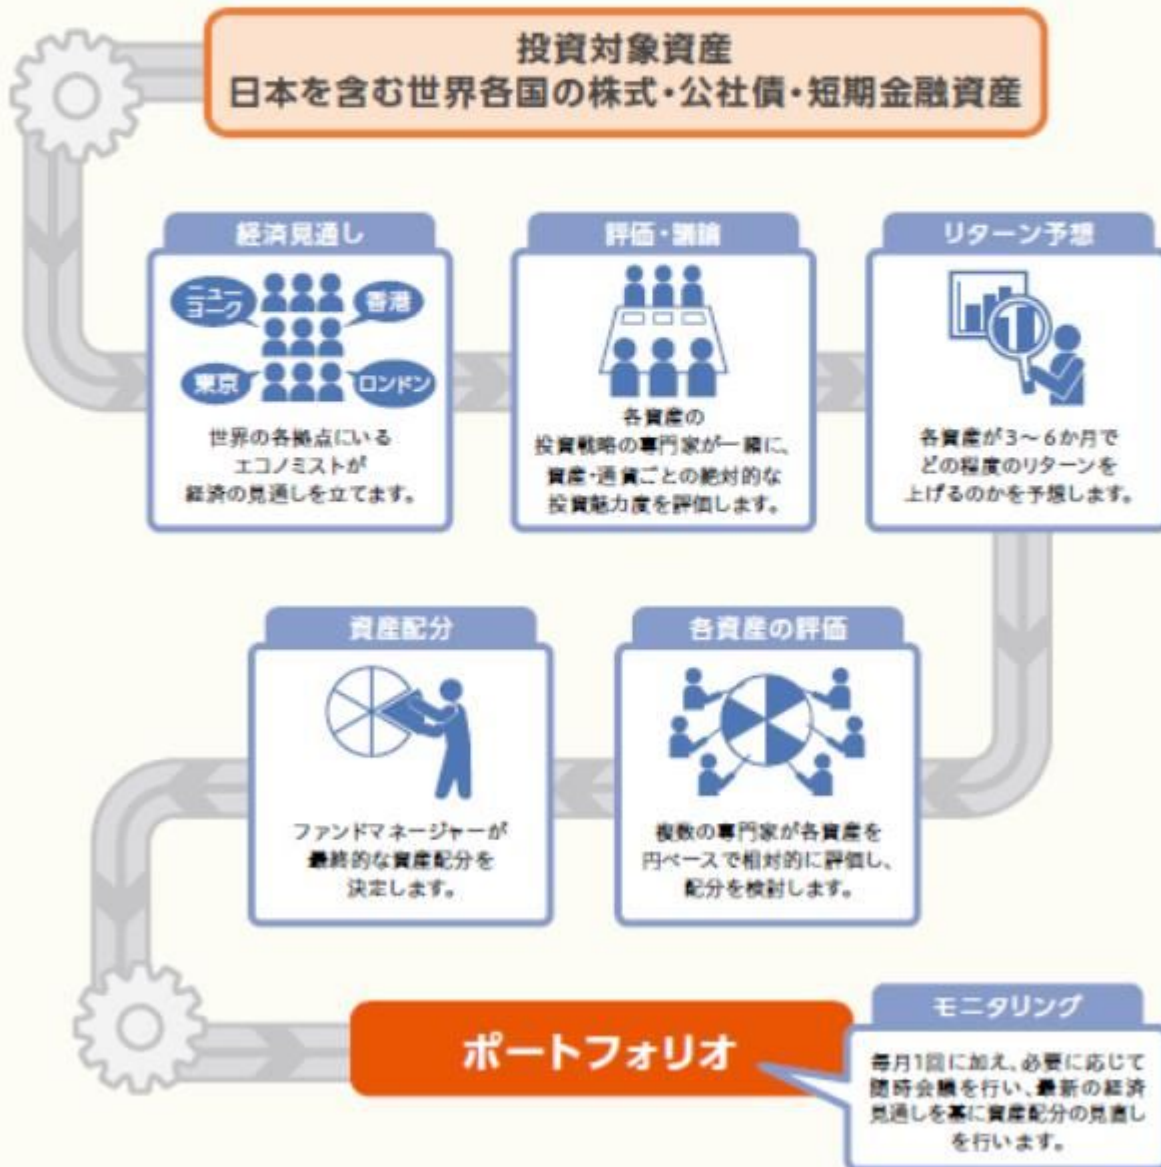 投資対象資産
日本を含む世界各国の株式・公社債・短期金融資産
経済見通し
ニュー
ヨーク
香港
東京
ロンドン
世界の各拠点にいる
エコノミストが
経済の見通しを立てます。
評価・議論
各資産の
投資戦略の専門家が一緒に、
資産・通貨ごとの絶対的な
投資魅力度を評価します。
リターン予想
各資産が3～6か月で
どの程度のリターンを
上げるのかを予想します。
各資産の評価
複数の専門家が各資産を
円ベースで相対的に評価し、
配分を検討します。
資産配分
ファンドマネージャーが
最終的な資産配分を
決定します。
ポートフォリオ
モニタリング
毎月1回に加え、必要に応じて
随時会議を行い、最新の経済
見通しを基に資産配分の見直し
を行います。